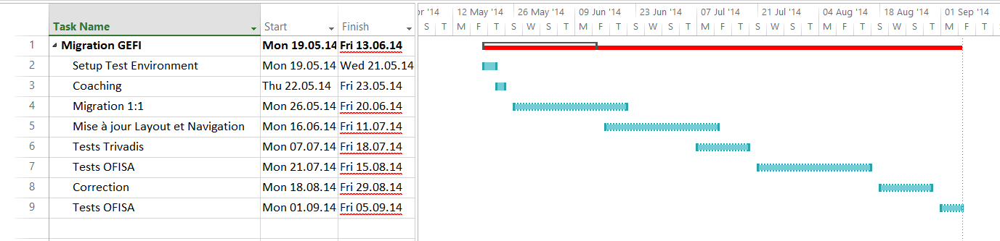 or '14 12 May '14 26 May '14 09 Jun '14 23 Jun '14 07 Jul '14 21 Jul '14 04 Aug '14 18 Aug '14 01 Sep '14
Task Name Start Finish S T M F T S W S T M F T S W S T M F T S W S T M F T
1 Migration GEFI Mon 19.05.14 Fri 13.06.14
2 Setup Test Environment Mon 19.05.14 Wed 21.05.14
3 Coaching Thu 22.05.14 Fri 23.05.14
4 Migration 1:1 Mon 26.05.14 Fri 20.06.14
5 Mise à jour Layout et Navigation Mon 16.06.14 Fri 11.07.14
6 Tests Trivadis Mon 07.07.14 Fri 18.07.14
7 Tests OFISA Mon 21.07.14 Fri 15.08.14
8 Correction Mon 18.08.14 Fri 29.08.14
9 Tests OFISA Mon 01.09.14 Fri 05.09.14